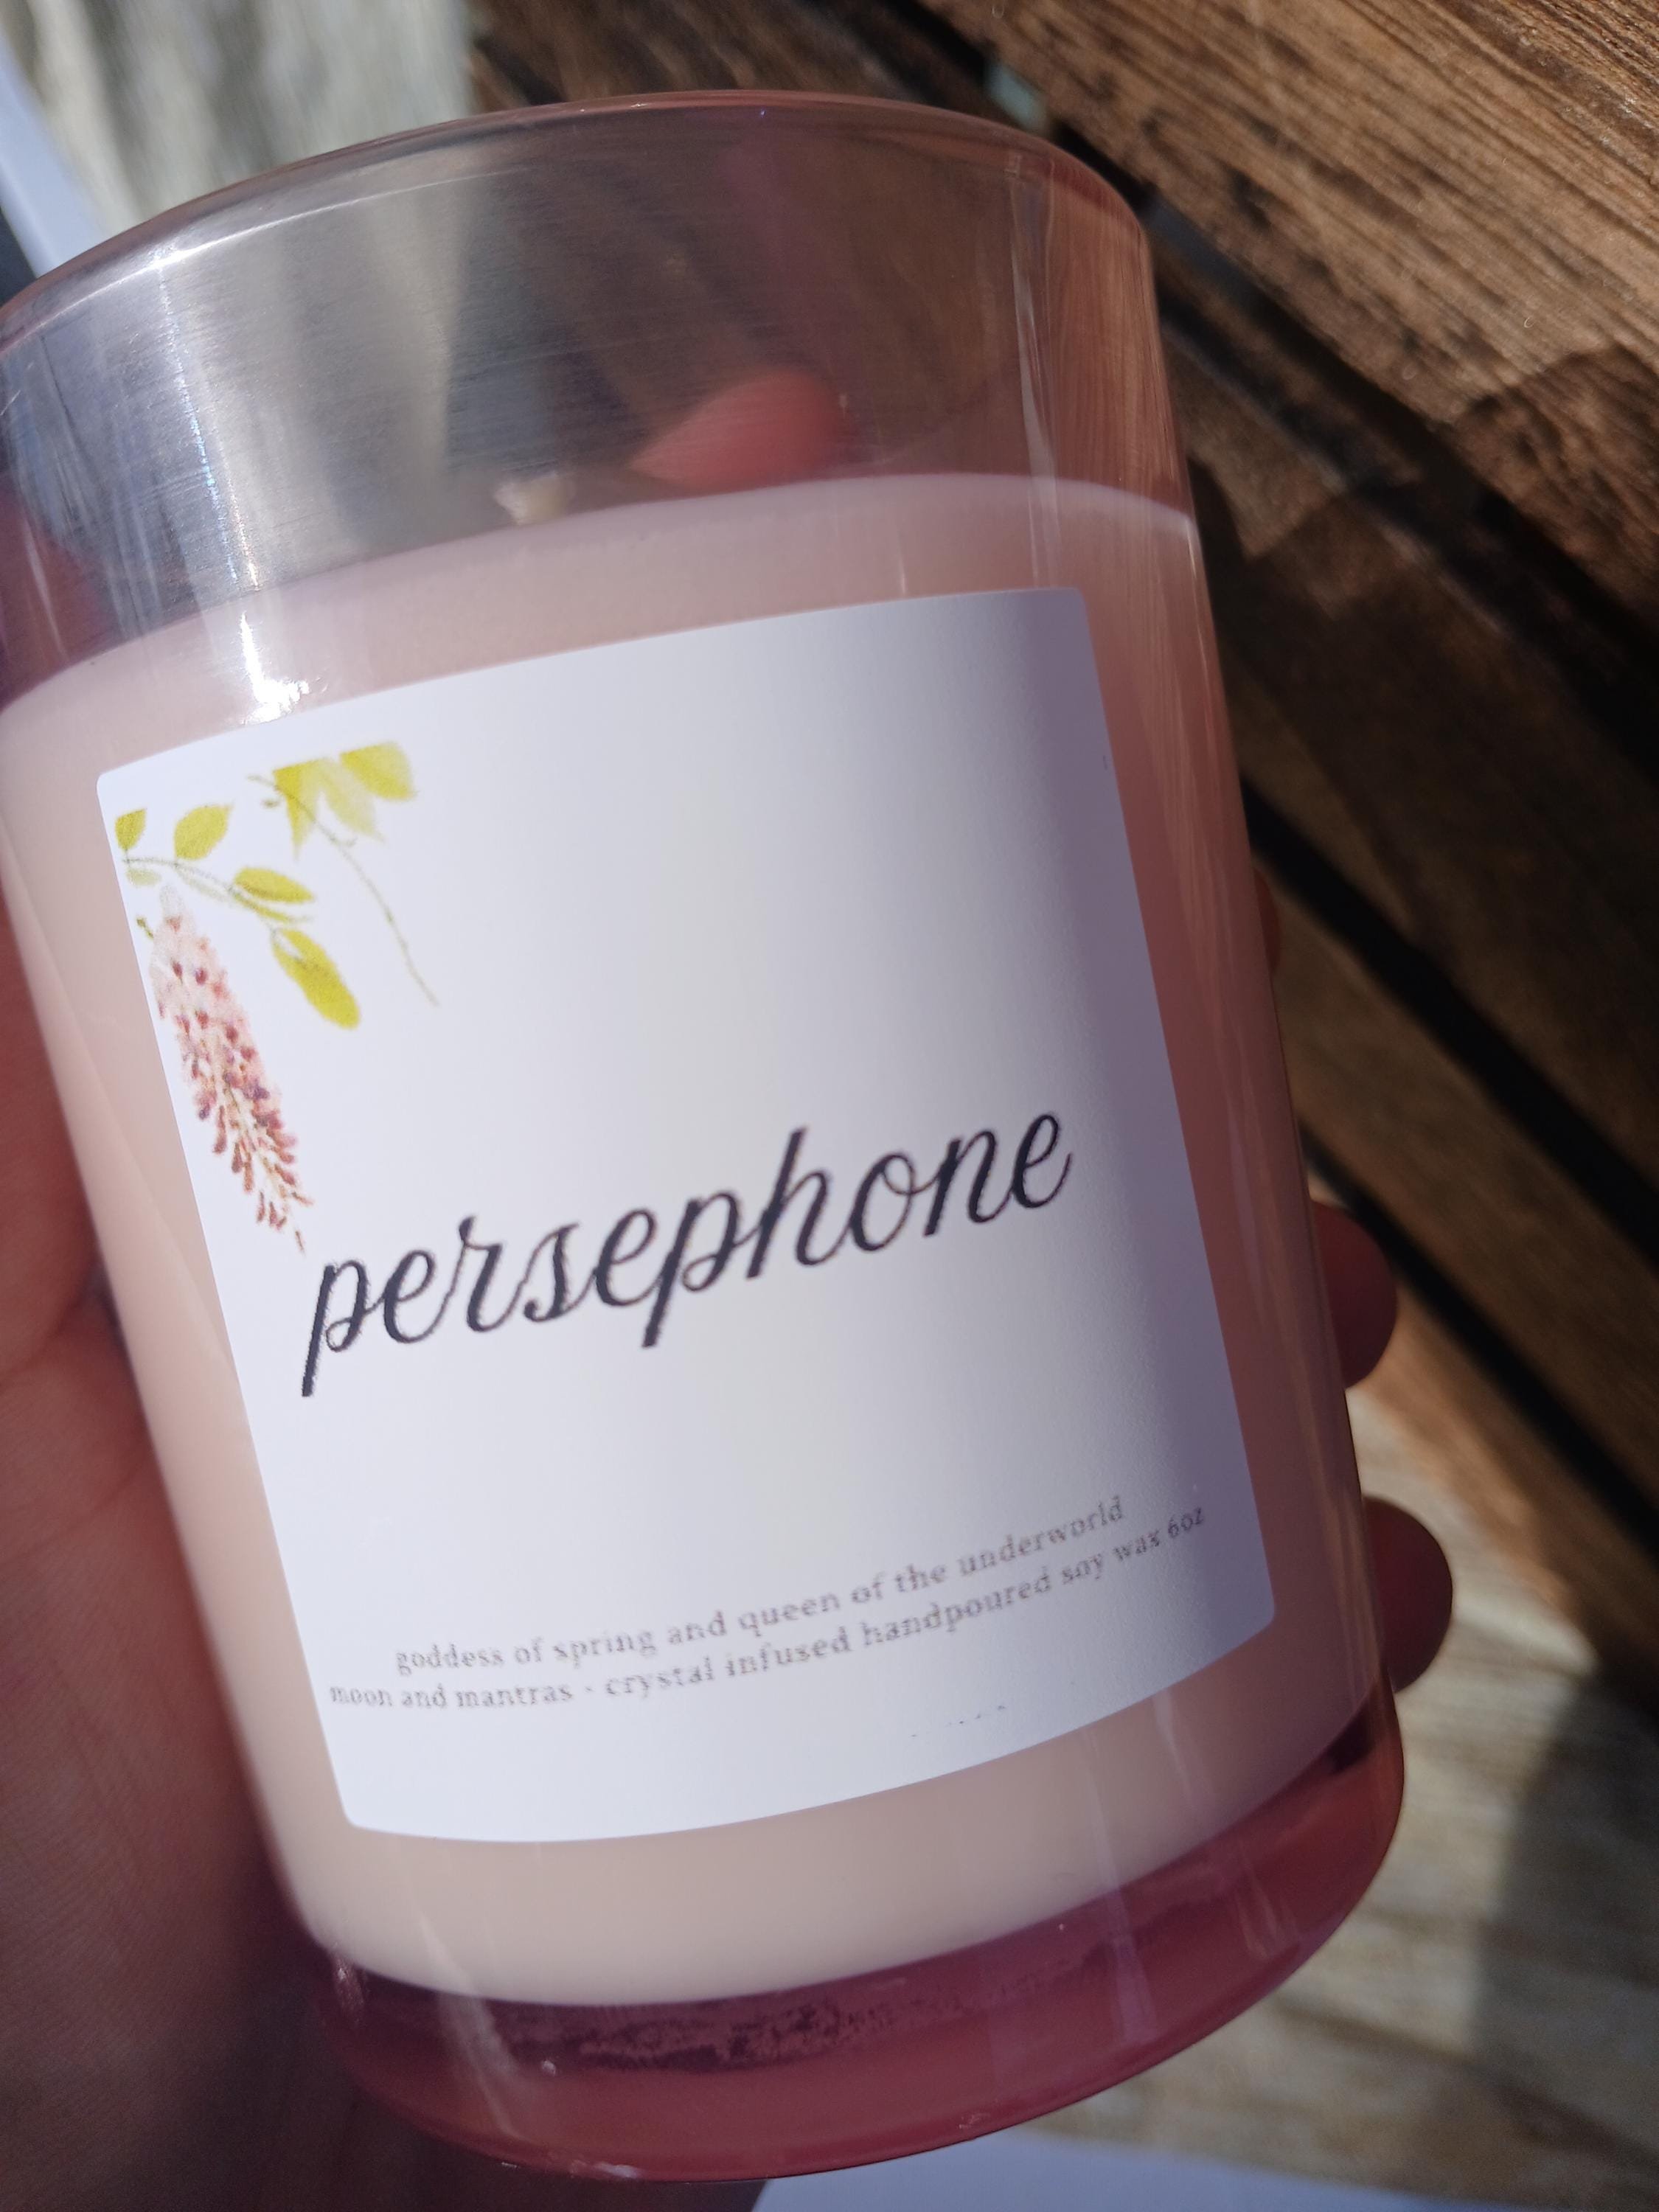 persephone
goddess of spring and queen of the underworld
moon and mantras · crystal infused handpoured soy wax 6oz